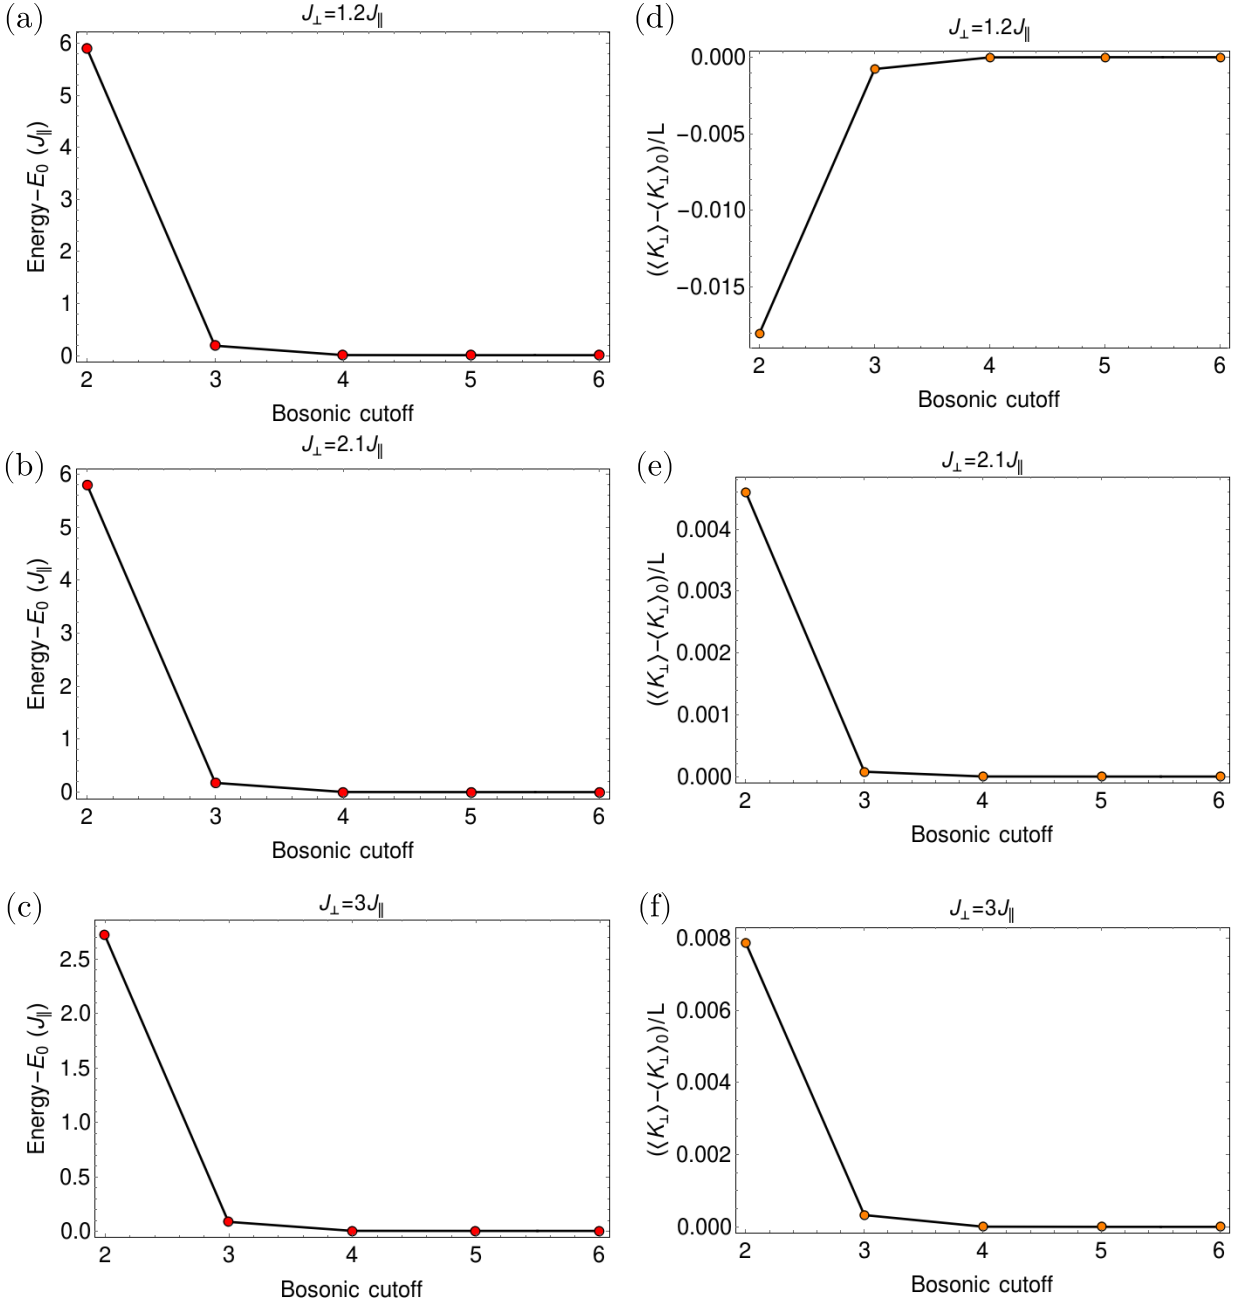 (a)
J⊥=1.2J∥
Energy−E₀ (J∥)
6
5
4
3
2
1
0
2 3 4 5 6
Bosonic cutoff
(d)
J⊥=1.2J∥
(⟨K⊥⟩−⟨K⊥⟩₀)/L
0.000
−0.005
−0.010
−0.015
2 3 4 5 6
Bosonic cutoff
(b)
J⊥=2.1J∥
Energy−E₀ (J∥)
6
5
4
3
2
1
0
2 3 4 5 6
Bosonic cutoff
(e)
J⊥=2.1J∥
(⟨K⊥⟩−⟨K⊥⟩₀)/L
0.004
0.003
0.002
0.001
0.000
2 3 4 5 6
Bosonic cutoff
(c)
J⊥=3J∥
Energy−E₀ (J∥)
2.5
2.0
1.5
1.0
0.5
0.0
2 3 4 5 6
Bosonic cutoff
(f)
J⊥=3J∥
(⟨K⊥⟩−⟨K⊥⟩₀)/L
0.008
0.006
0.004
0.002
0.000
2 3 4 5 6
Bosonic cutoff